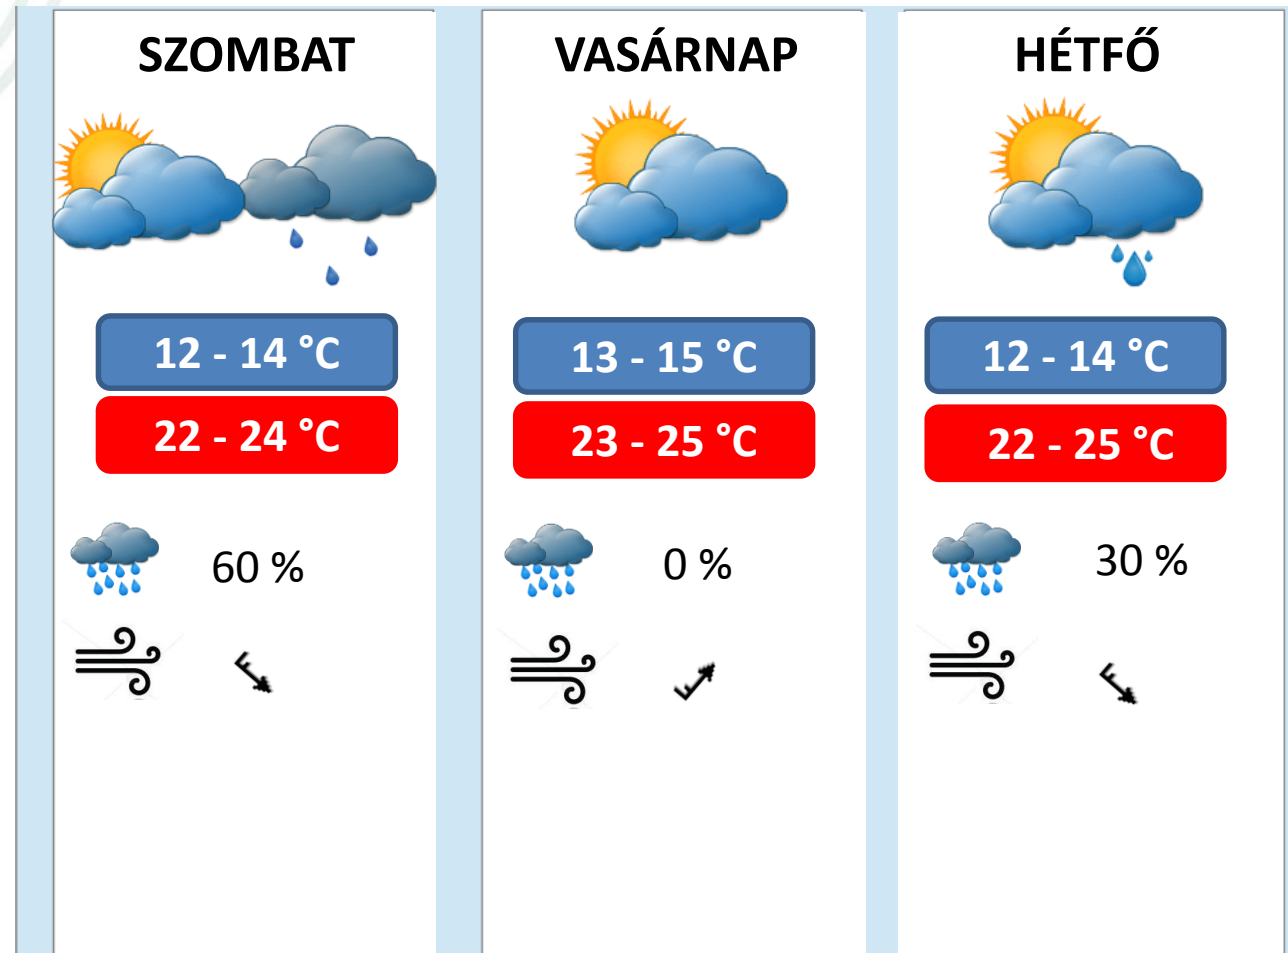 SZOMBAT
12 - 14 °C
22 - 24 °C
60 %
VASÁRNAP
13 - 15 °C
23 - 25 °C
0 %
HÉTFŐ
12 - 14 °C
22 - 25 °C
30 %